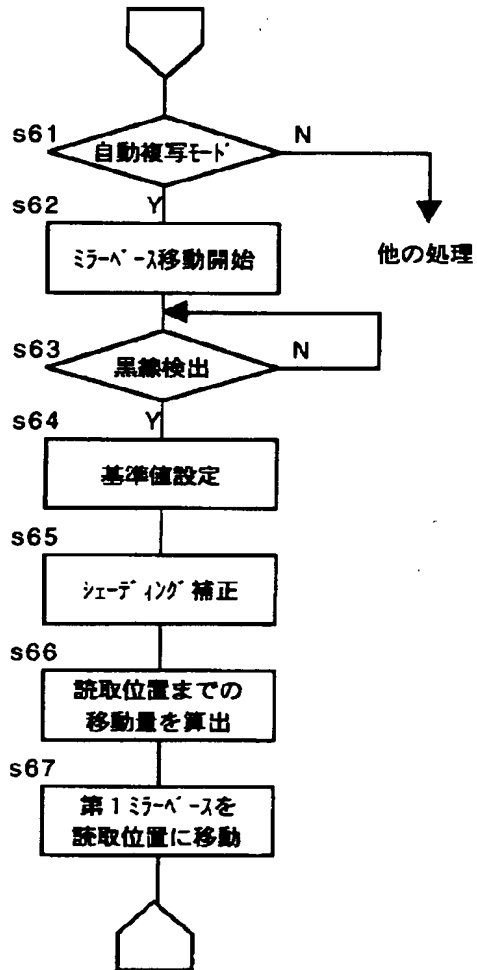 s61
自動複写ﾓｰﾄﾞ
N
Y
他の処理
s62
ﾐﾗｰﾍﾞｰｽ移動開始
s63
黒線検出
N
Y
s64
基準値設定
s65
ｼｪｰﾃﾞｨﾝｸﾞ補正
s66
読取位置までの
移動量を算出
s67
第1ﾐﾗｰﾍﾞｰｽを
読取位置に移動